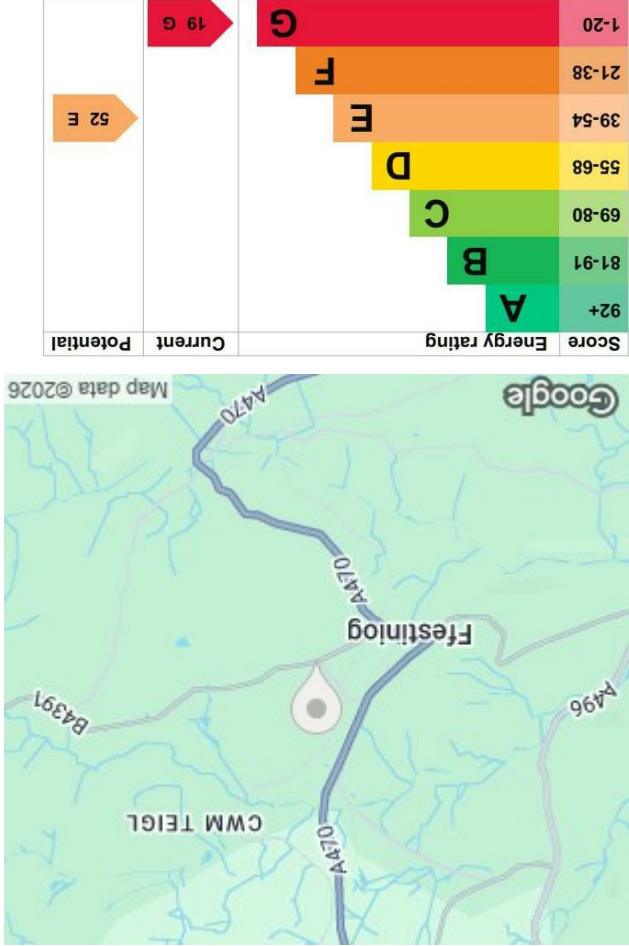 A470
CWM TEIGL
A496 B4391
Ffestiniog
A470
A470
Google Map data ©2026
Score Energy rating Current Potential
92+ A
81-91 B
69-80 C
55-68 D
39-54 E 52 E
21-38 F
1-20 G 19 G